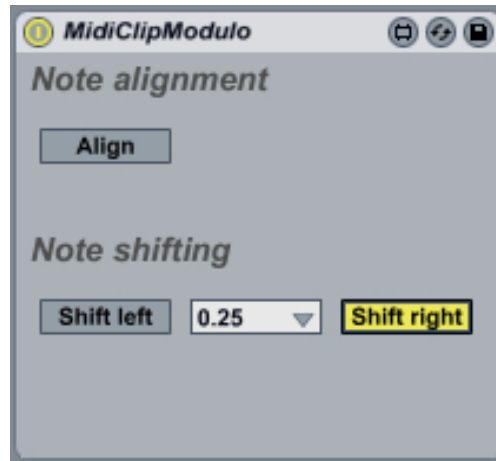 MidiClipModulo
Note alignment
Align
Note shifting
Shift left 0.25 Shift right